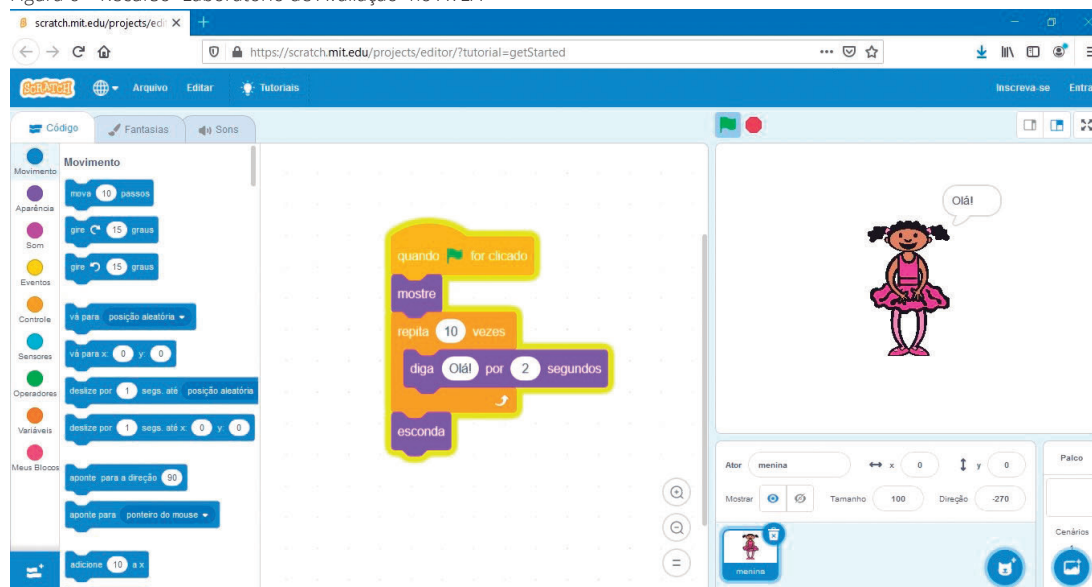 scratch.mit.edu/projects/edi
https://scratch.mit.edu/projects/editor/?tutorial=getStarted
SCRATCH Arquivo Editar Tutoriais Inscreva-se Entra
Código Fantasias Sons
Movimento
Aparência
Som
Eventos
Controle
Sensores
Operadores
Variáveis
Meus Blocos
Movimento
mova 10 passos
gire 15 graus
gire 15 graus
vá para posição aleatória
vá para x: 0 y: 0
deslize por 1 segs. até posição aleatória
deslize por 1 segs. até x: 0 y: 0
aponte para a direção 90
aponte para ponteiro do mouse
adicione 10 a x
quando for clicado
mostre
repita 10 vezes
diga Olá! por 2 segundos
esconda
Olá!
Ator menina x 0 y 0
Mostrar Tamanho 100 Direção -270
menina
Palco
Cenários
1